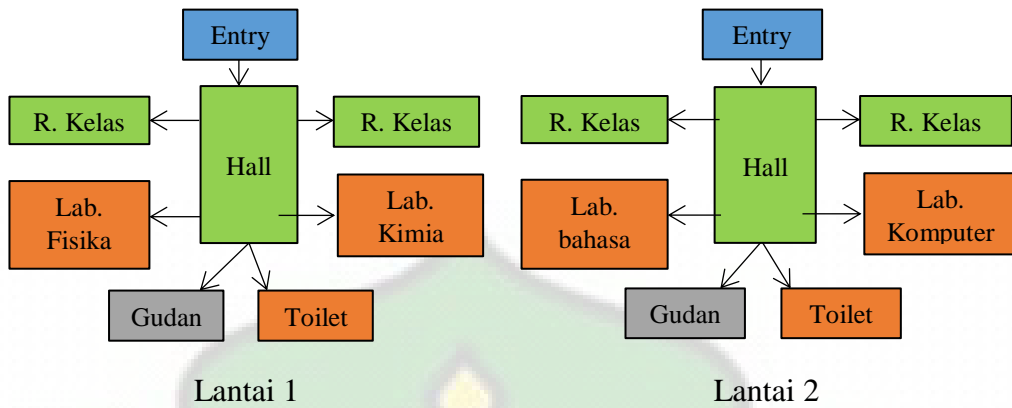 Entry
R. Kelas
R. Kelas
Hall
Lab.
Fisika
Lab.
Kimia
Gudan
Toilet
Lantai 1
Entry
R. Kelas
R. Kelas
Hall
Lab.
bahasa
Lab.
Komputer
Gudan
Toilet
Lantai 2